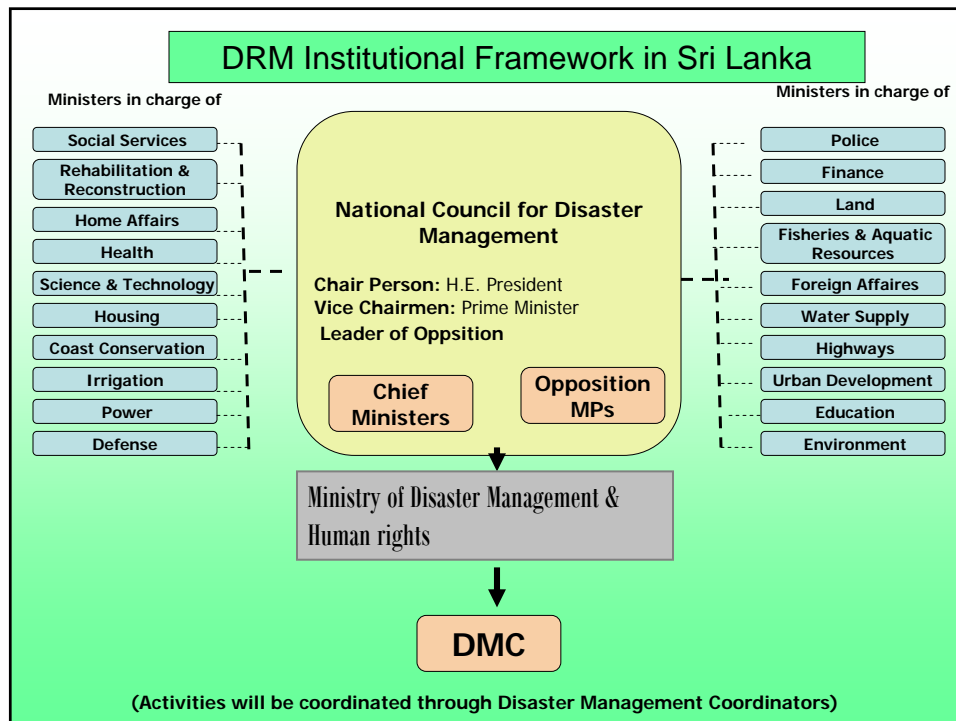 DRM Institutional Framework in Sri Lanka
Ministers in charge of
Social Services
Rehabilitation &
Reconstruction
Home Affairs
Health
Science & Technology
Housing
Coast Conservation
Irrigation
Power
Defense
National Council for Disaster
Management
Chair Person: H.E. President
Vice Chairmen: Prime Minister
Leader of Oppsition
Chief
Ministers
Opposition
MPs
Ministers in charge of
Police
Finance
Land
Fisheries & Aquatic
Resources
Foreign Affaires
Water Supply
Highways
Urban Development
Education
Environment
Ministry of Disaster Management &
Human rights
DMC
(Activities will be coordinated through Disaster Management Coordinators)